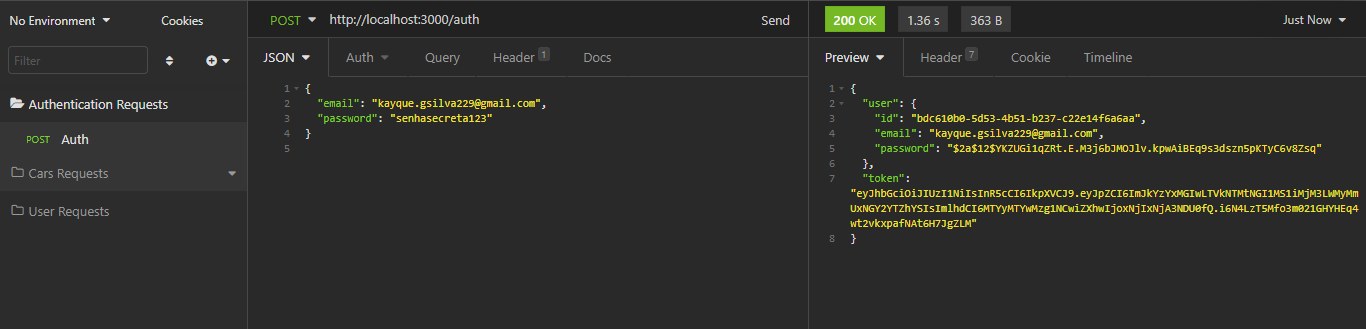 No Environment
Cookies
Filter
Authentication Requests
POST Auth
Cars Requests
User Requests
POST http://localhost:3000/auth Send
JSON Auth Query Header 1 Docs
1 {
2 "email": "kayque.gsilva229@gmail.com",
3 "password": "senhasecreta123"
4 }
5
200 OK 1.36 s 363 B Just Now
Preview Header 7 Cookie Timeline
1 {
2 "user": {
3 "id": "bdc610b0-5d53-4b51-b237-c22e14f6a6aa",
4 "email": "kayque.gsilva229@gmail.com",
5 "password": "$2a$12$YKZUGi1qZRt.E.M3j6bJMOJlv.kpwAiBEq9s3dszn5pKTyC6v8Zsq"
6 },
7 "token":
"eyJhbGciOiJIUzI1NiIsInR5cCI6IkpXVCJ9.eyJpZCI6ImJkYzYxMGIwLTVkNTMtNGI1MS1iMjM3LWMyMm
UxNGY2YTZhYSIsImlhdCI6MTYyMTYwMzg1NCwiZXhwIjoxNjIxNjA3NDU0fQ.i6N4LzT5Mfo3m021GHYHEq4
wt2vkxpafNAt6H7JgZLM"
8 }